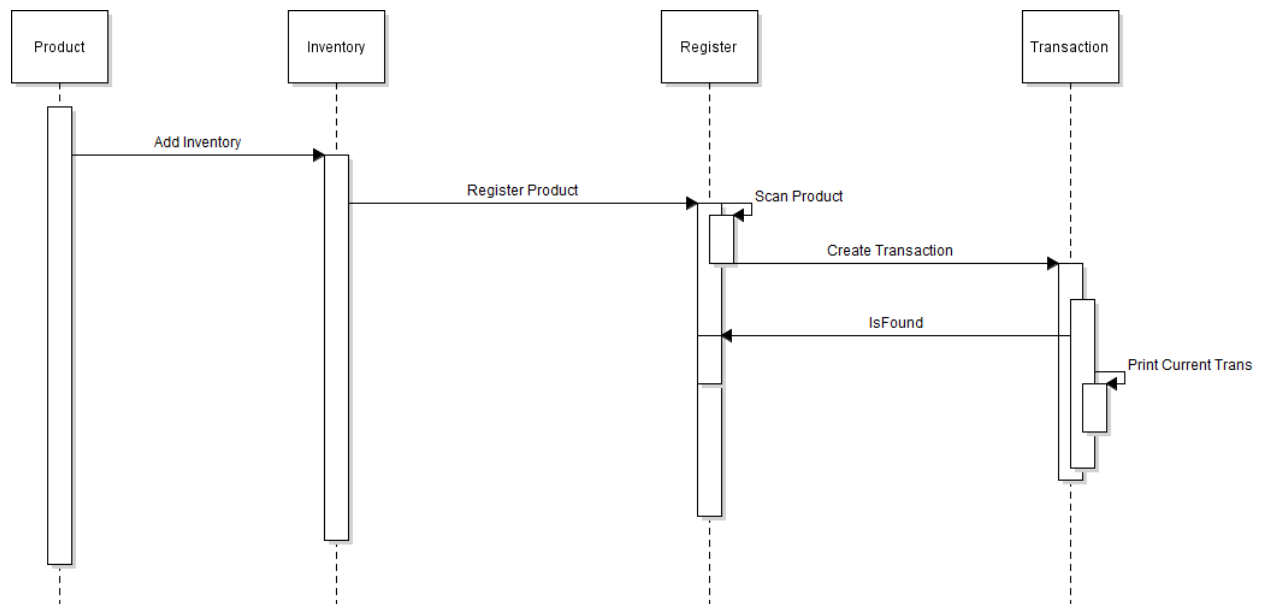 Product
Inventory
Register
Transaction
Add Inventory
Register Product
Scan Product
Create Transaction
IsFound
Print Current Trans